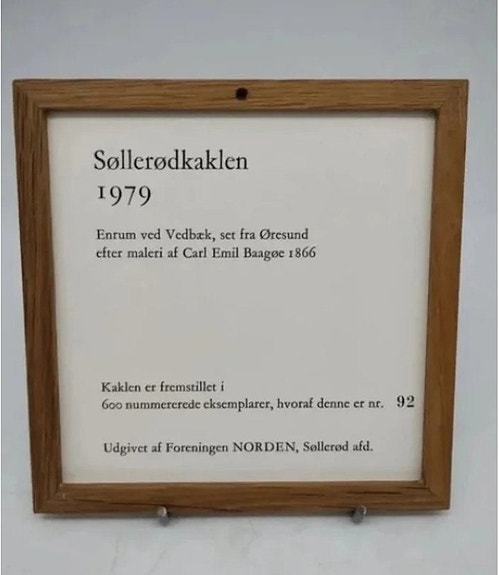 Søllerødkaklen
1979
Enrum ved Vedbæk, set fra Øresund
efter maleri af Carl Emil Baagøe 1866
Kaklen er fremstillet i
600 nummererede eksemplarer, hvoraf denne er nr. 92
Udgivet af Foreningen NORDEN, Søllerød afd.